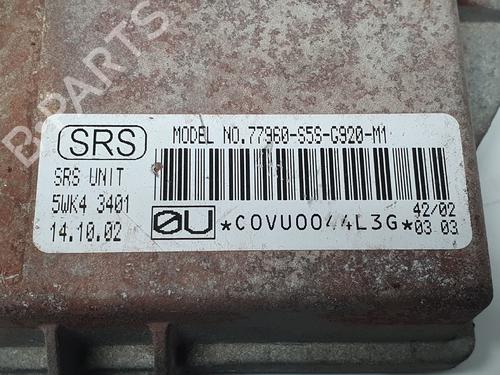 B-PARTS
SRS
MODEL NO.77960-S5S-G920-M1
SRS UNIT
5WK4 3401
14.10.02
0U
*C0VU0044L3G*
42/02
03 03